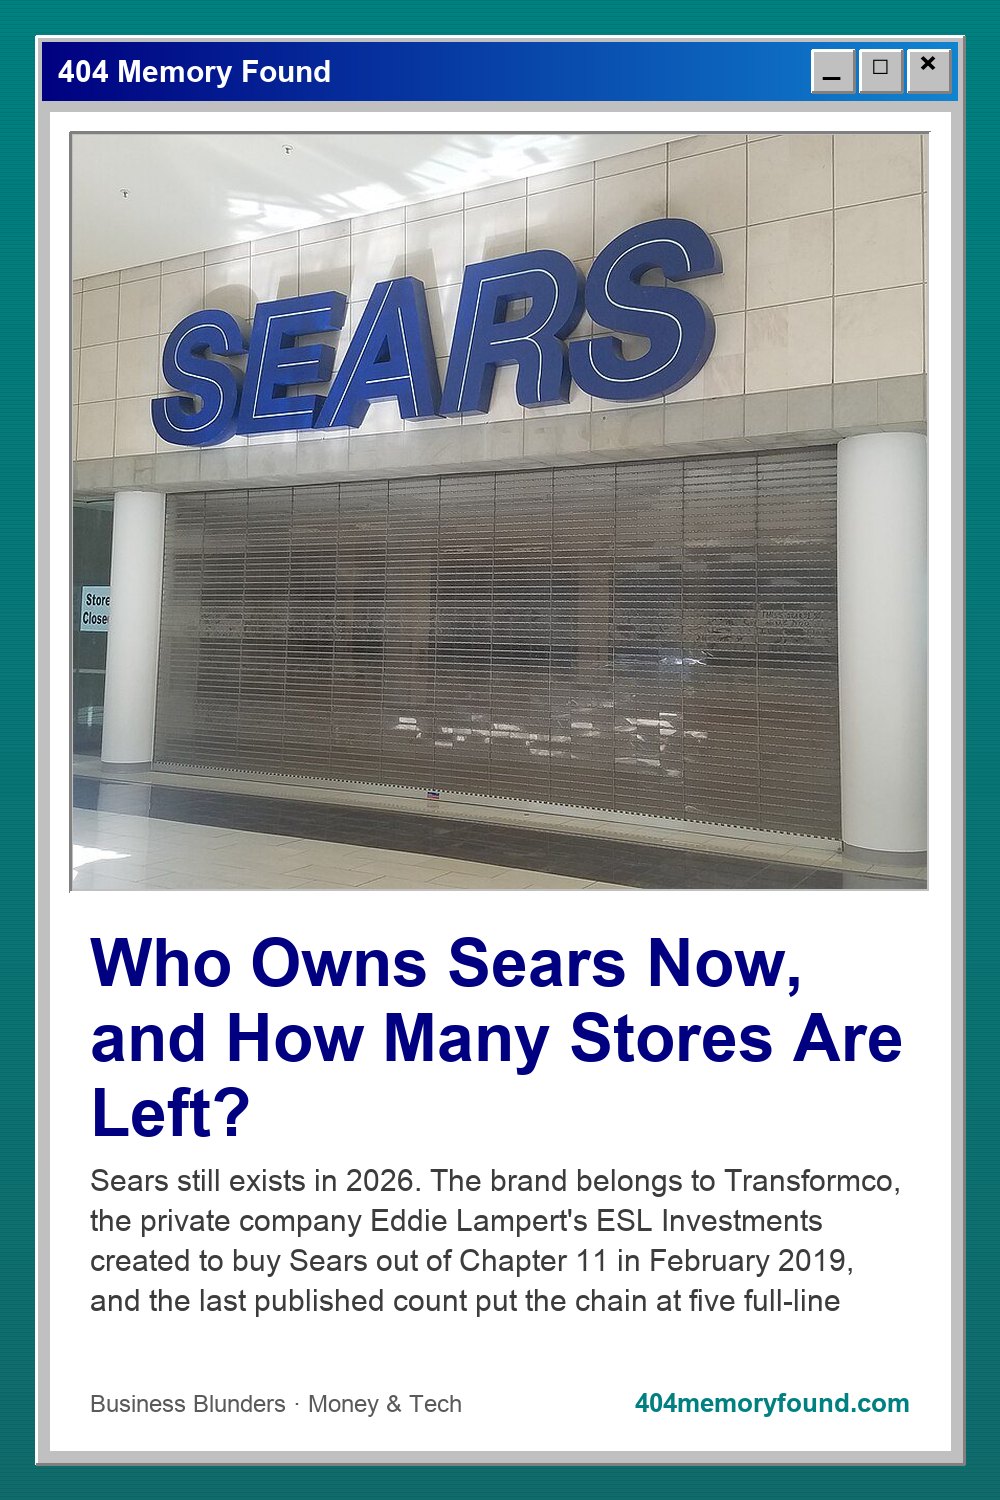 404 Memory Found
SEARS
Store
Close
Who Owns Sears Now,
and How Many Stores Are
Left?
Sears still exists in 2026. The brand belongs to Transformco,
the private company Eddie Lampert's ESL Investments
created to buy Sears out of Chapter 11 in February 2019,
and the last published count put the chain at five full-line
Business Blunders · Money & Tech
404memoryfound.com